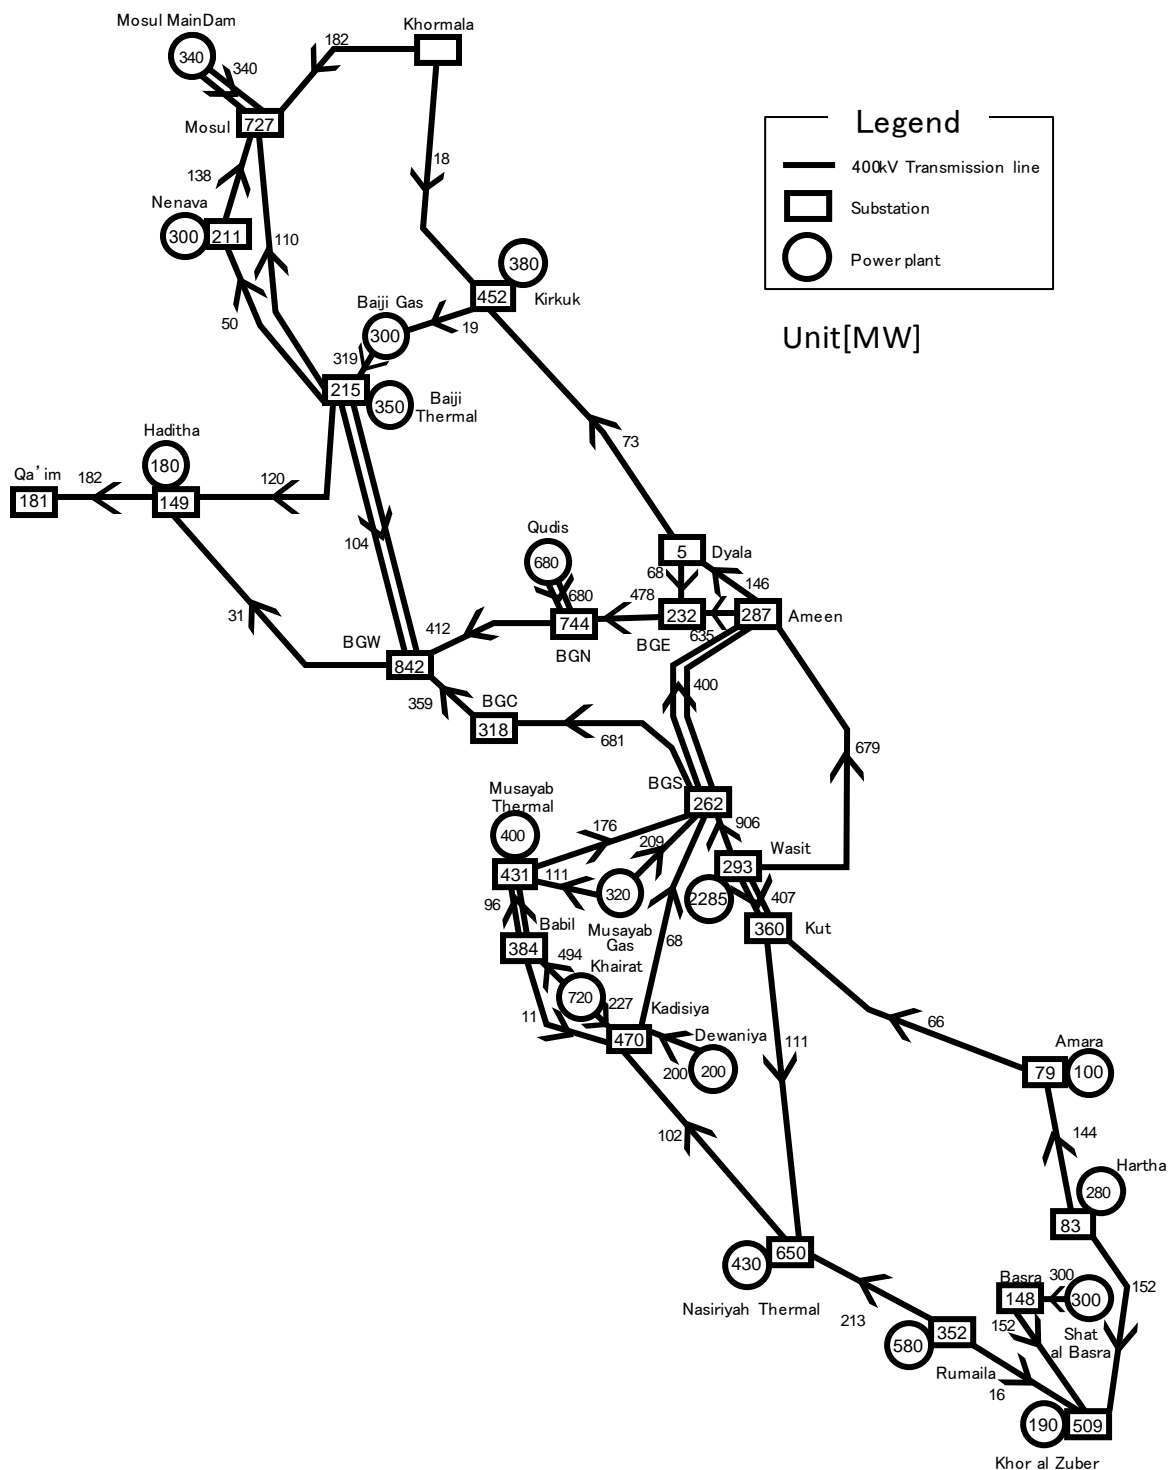 Mosul MainDam
Khormala
182
340
340
Mosul
727
Legend
400kV Transmission line
Substation
Power plant
Unit[MW]
138
18
Nenava
300
211
110
380
452
Kirkuk
50
Baiji Gas
300
19
319
215
350
Baiji
Thermal
73
Haditha
180
Qa'im
182
181
149
120
104
Qudis
680
680
5
Dyala
68
146
478
744
232
287
Ameen
635
BGN
BGE
31
412
BGW
842
400
359
BGC
318
681
679
BGS
262
Musayab
Thermal
400
176
209
906
Wasit
293
431
111
320
2285
407
96
Musayab
Gas
68
360
Kut
Babil
384
494
Khairat
720
227
Kadisiya
11
470
Dewaniya
200
200
66
111
Amara
79
100
102
144
Hartha
280
83
430
650
Nasiriyah Thermal
Basra
300
148
300
152
152
Shat
al Basra
213
352
580
Rumaila
16
190
509
Khor al Zuber